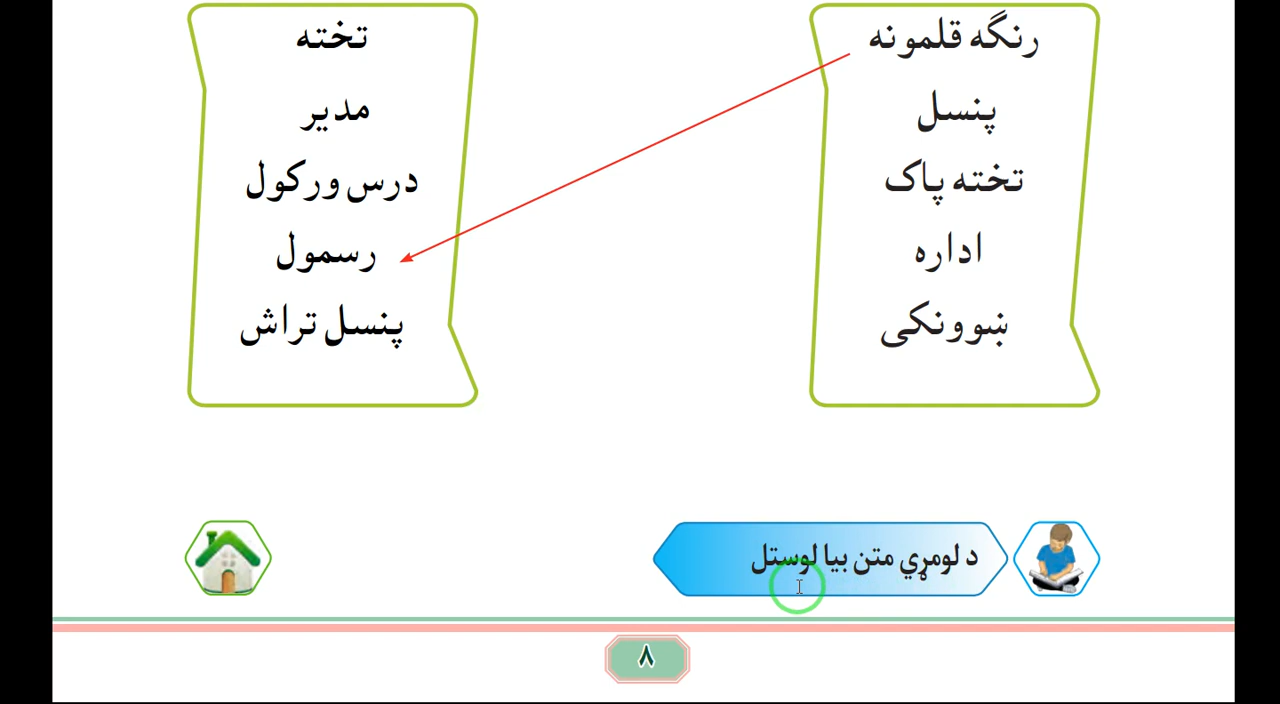 رنگه قلمونه
پنسل
تخته پاک
اداره
ښوونکی
تخته
مدیر
درس ورکول
رسمول
پنسل تراش
د لومړي متن بیا لوستل
۸